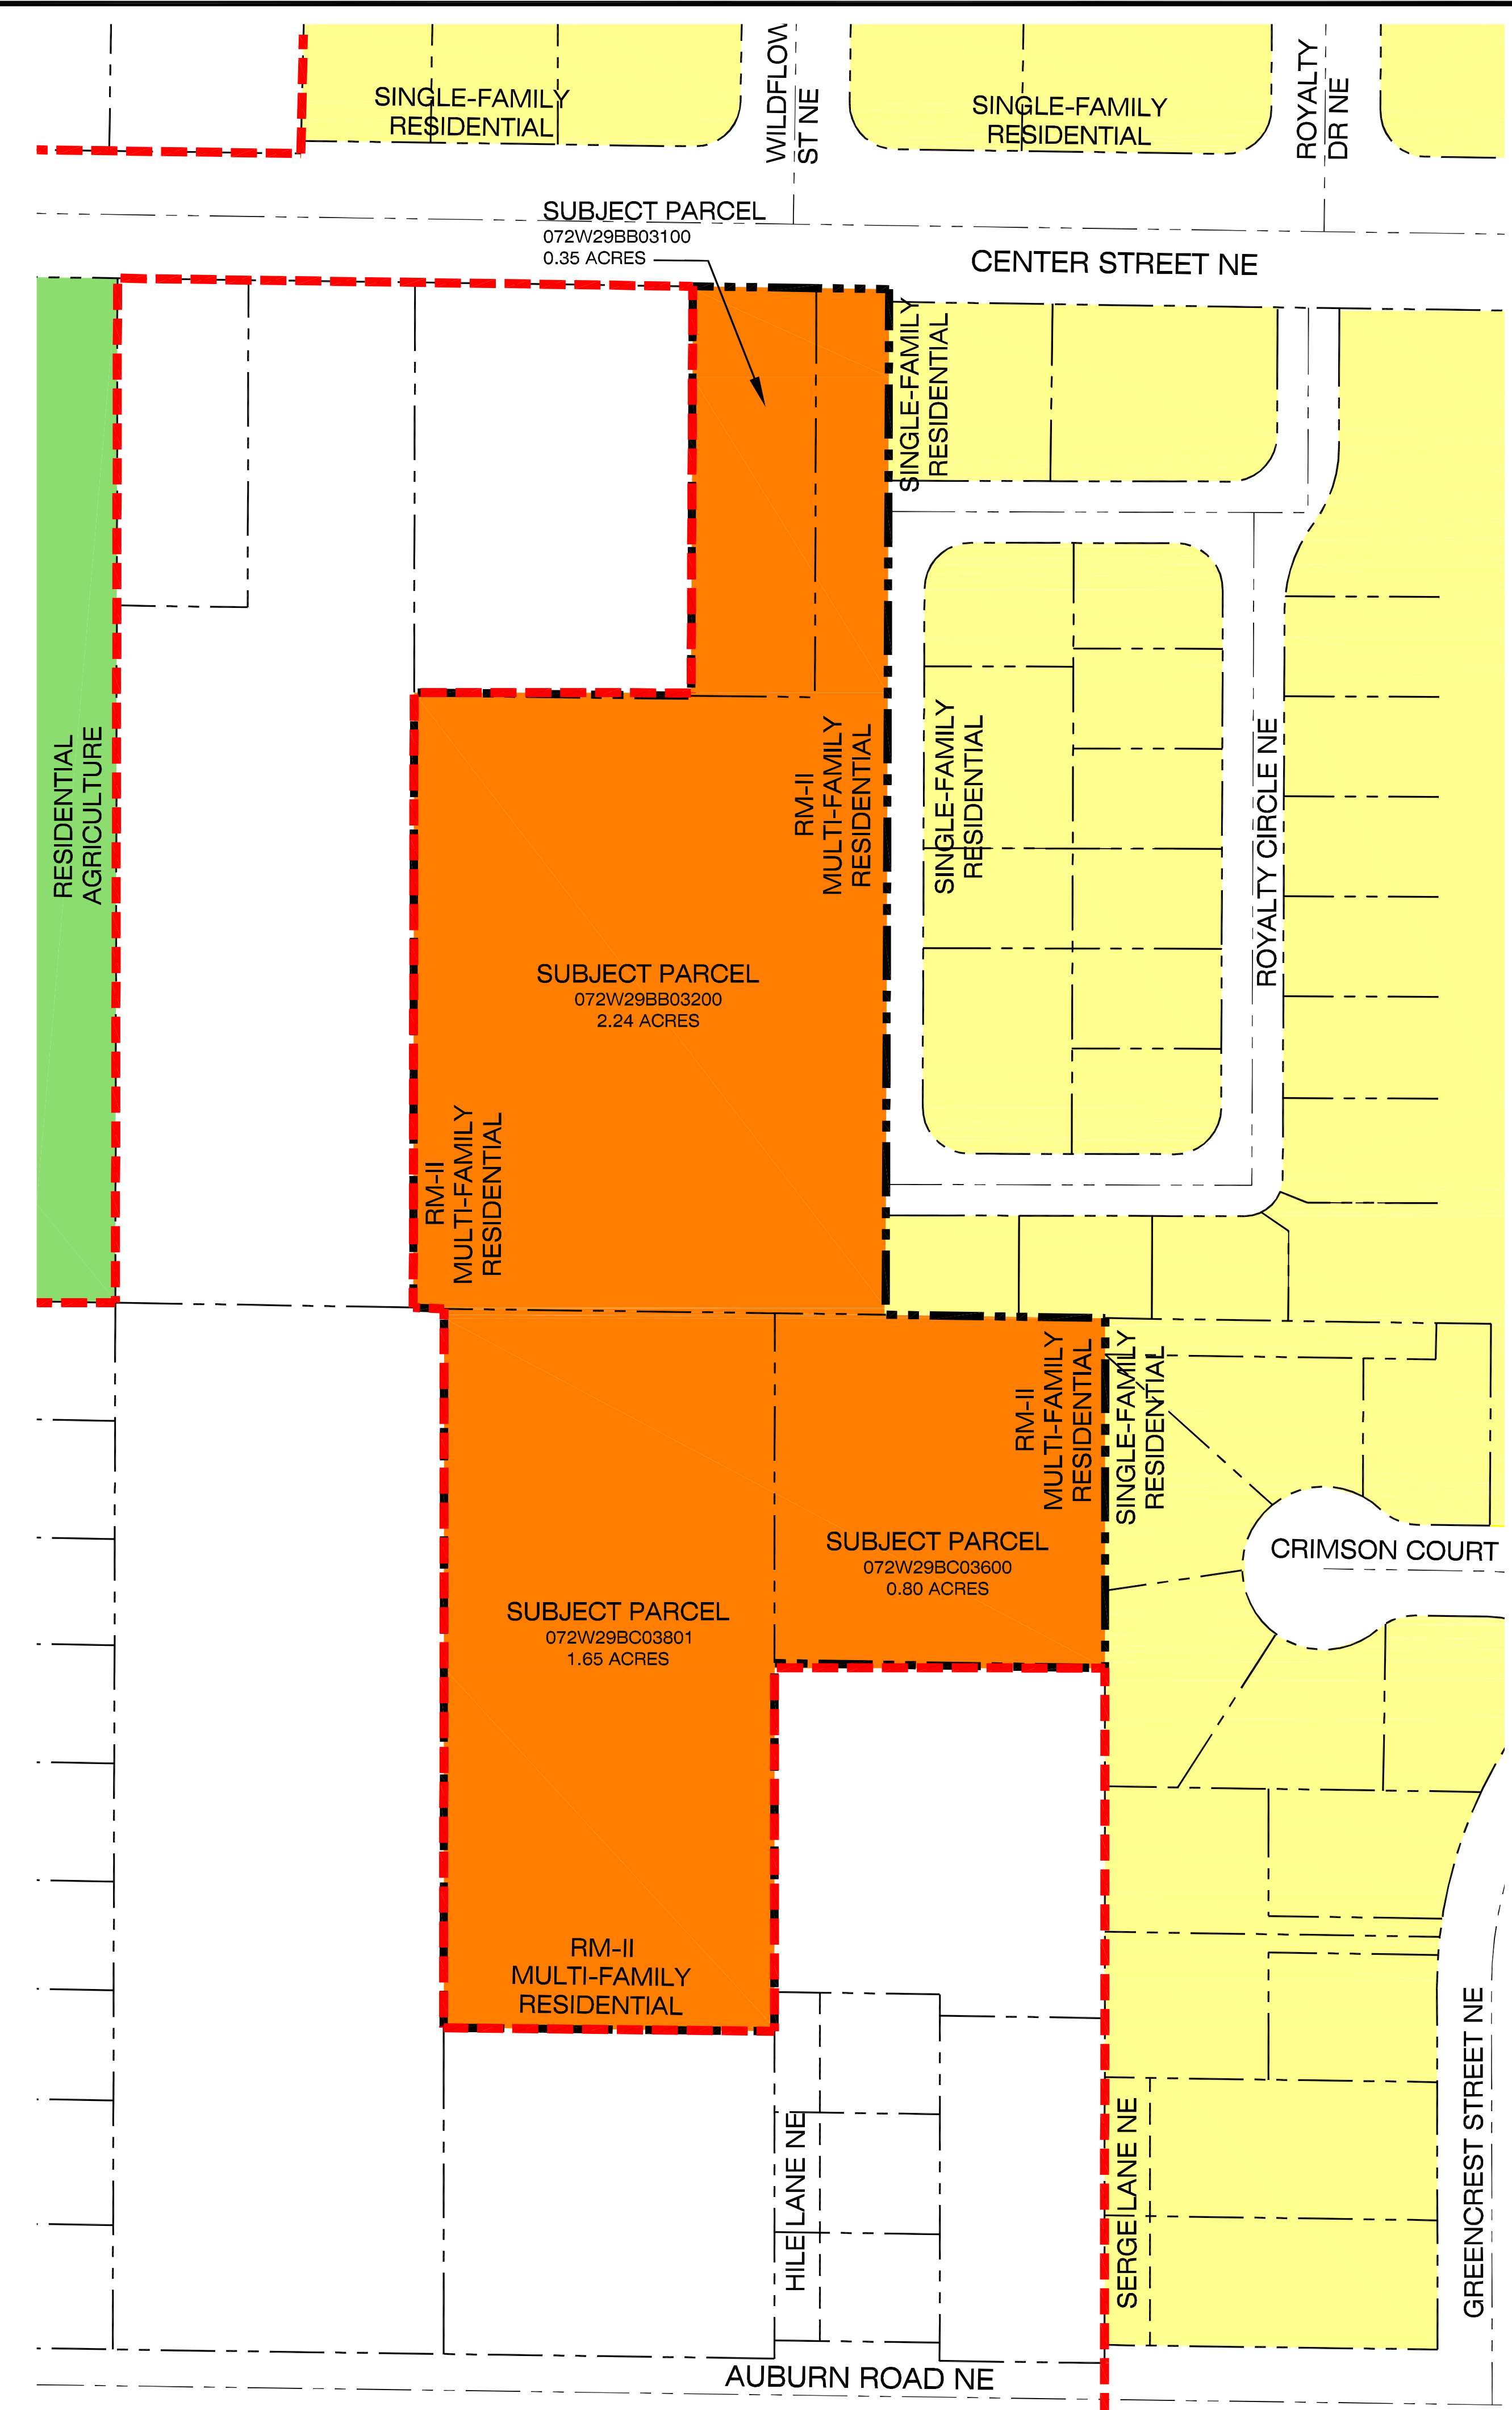 SINGLE-FAMILY
RESIDENTIAL
WILDFLOW
ST NE
SINGLE-FAMILY
RESIDENTIAL
ROYALTY
DR NE
SUBJECT PARCEL
072W29BB03100
0.35 ACRES
CENTER STREET NE
SINGLE-FAMILY
RESIDENTIAL
RESIDENTIAL
AGRICULTURE
RM-II
MULTI-FAMILY
RESIDENTIAL
SINGLE-FAMILY
RESIDENTIAL
ROYALTY CIRCLE NE
SUBJECT PARCEL
072W29BB03200
2.24 ACRES
RM-II
MULTI-FAMILY
RESIDENTIAL
RM-II
MULTI-FAMILY
RESIDENTIAL
SINGLE-FAMILY
RESIDENTIAL
CRIMSON COURT
SUBJECT PARCEL
072W29BC03600
0.80 ACRES
SUBJECT PARCEL
072W29BC03801
1.65 ACRES
RM-II
MULTI-FAMILY
RESIDENTIAL
HILE LANE NE
SERGE LANE NE
GREENCREST STREET NE
AUBURN ROAD NE